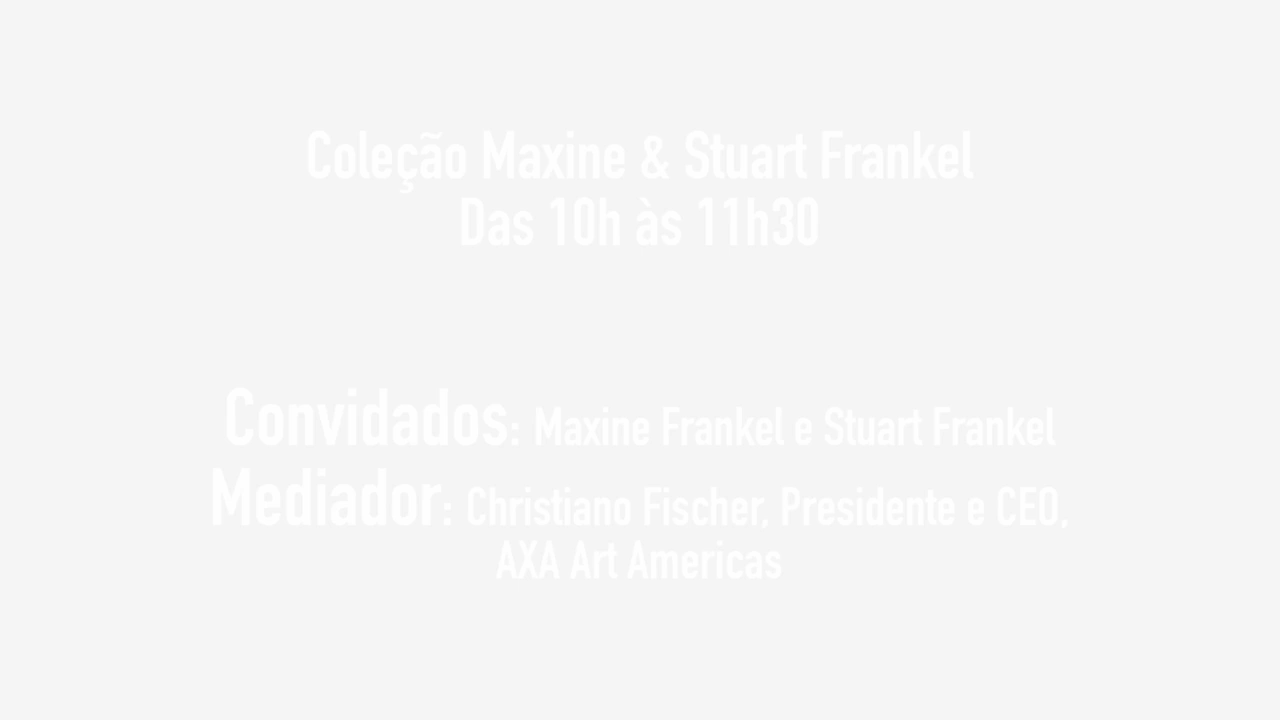 Coleção Maxine & Stuart Frankel
Das 10h às 11h30
Convidados: Maxine Frankel e Stuart Frankel
Mediador: Christiano Fischer, Presidente e CEO,
AXA Art Americas